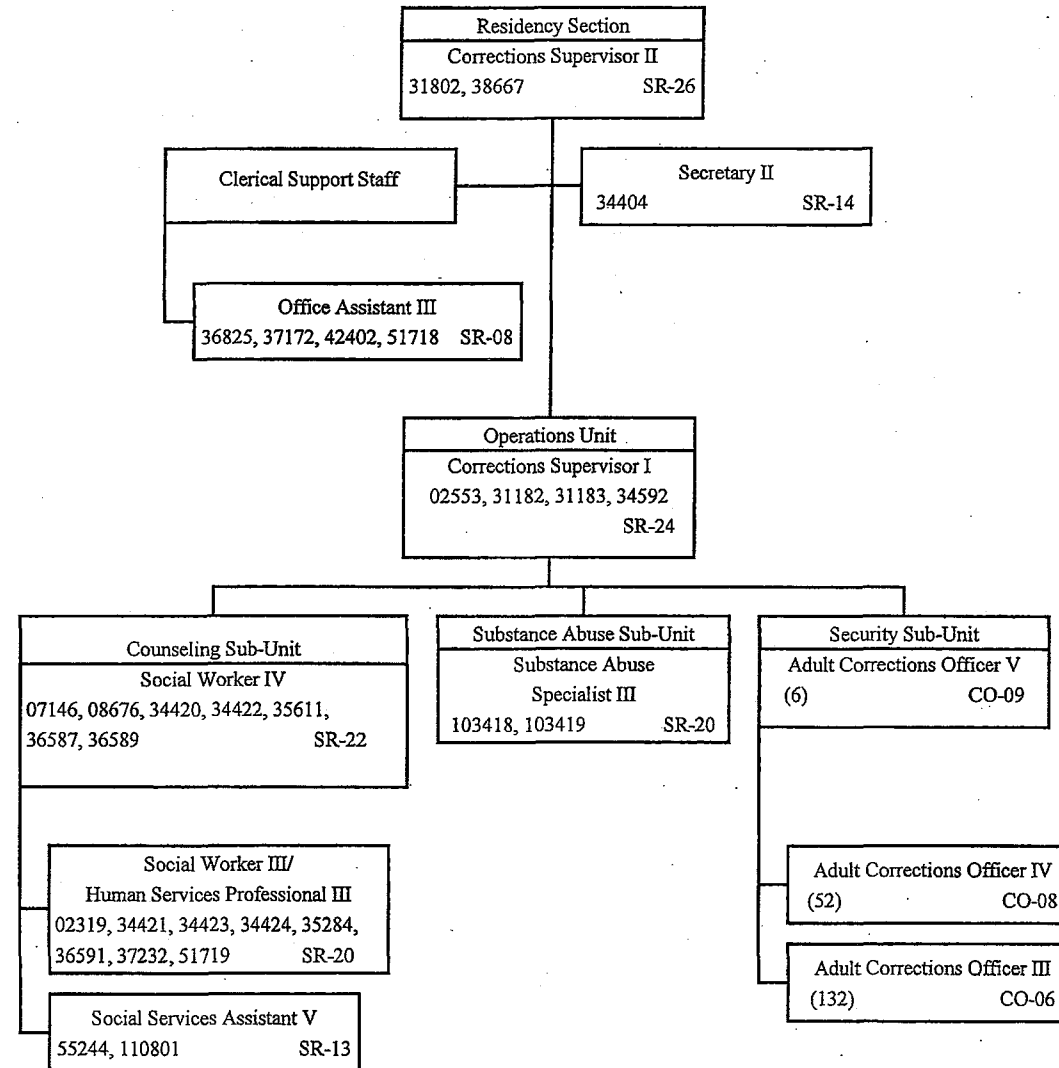 Residency Section
Corrections Supervisor II
31802, 38667 SR-26
Clerical Support Staff
Secretary II
34404 SR-14
Office Assistant III
36825, 37172, 42402, 51718 SR-08
Operations Unit
Corrections Supervisor I
02553, 31182, 31183, 34592
SR-24
Counseling Sub-Unit
Social Worker IV
07146, 08676, 34420, 34422, 35611,
36587, 36589 SR-22
Substance Abuse Sub-Unit
Substance Abuse
Specialist III
103418, 103419 SR-20
Security Sub-Unit
Adult Corrections Officer V
(6) CO-09
Social Worker III/
Human Services Professional III
02319, 34421, 34423, 34424, 35284,
36591, 37232, 51719 SR-20
Social Services Assistant V
55244, 110801 SR-13
Adult Corrections Officer IV
(52) CO-08
Adult Corrections Officer III
(132) CO-06